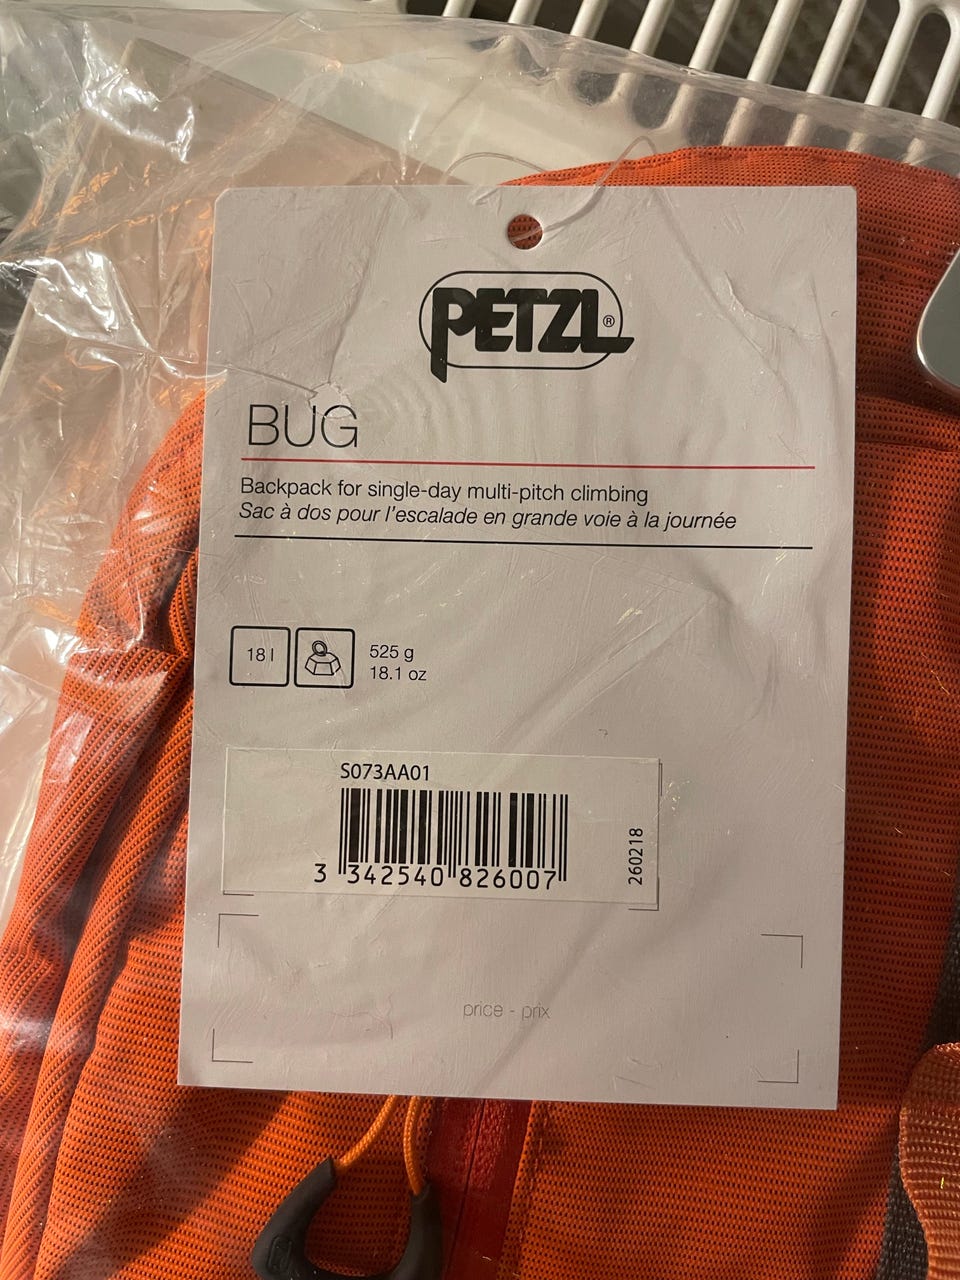 PETZL®
BUG
Backpack for single-day multi-pitch climbing
Sac à dos pour l'escalade en grande voie à la journée
18 l
525 g
18.1 oz
S073AA01
3 342540 826007
260218
price - prix